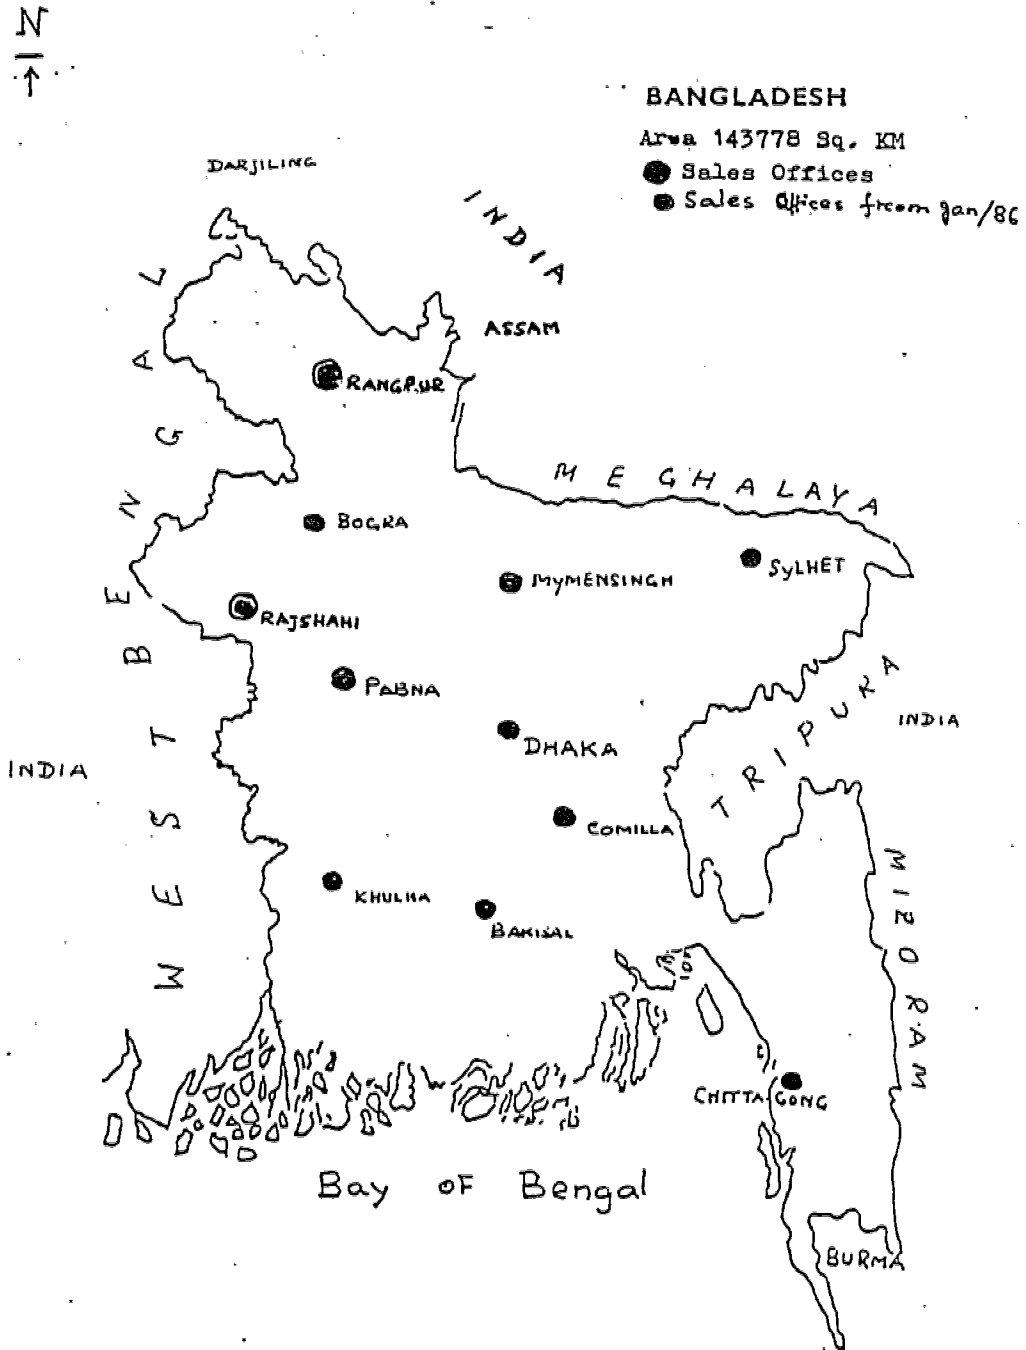 N
BANGLADESH
Area 143778 Sq. KM
Sales Offices
Sales Offices from Jan/86
DARJILING
INDIA
ASSAM
RANGPUR
MEGHALAYA
BOGRA
MYMENSINGH
SyLHET
RAJSHAHI
PABNA
WEST BENGAL
DHAKA
TRIPURA
INDIA
INDIA
COMILLA
KHULNA
BARISAL
MIZORAM
CHITTAGONG
Bay OF Bengal
BURMA